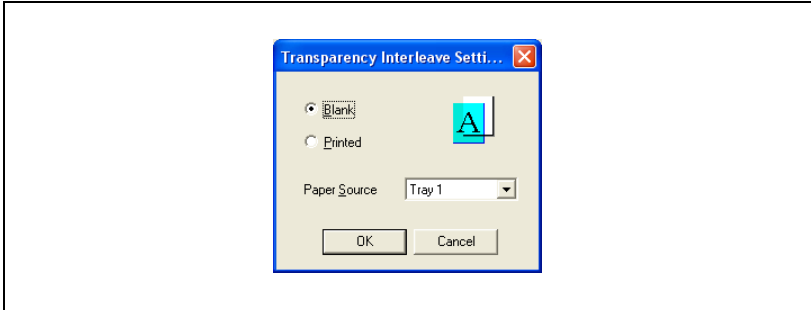 Transparency Interleave Setti...
Blank
A
Printed
Paper Source Tray 1
OK Cancel